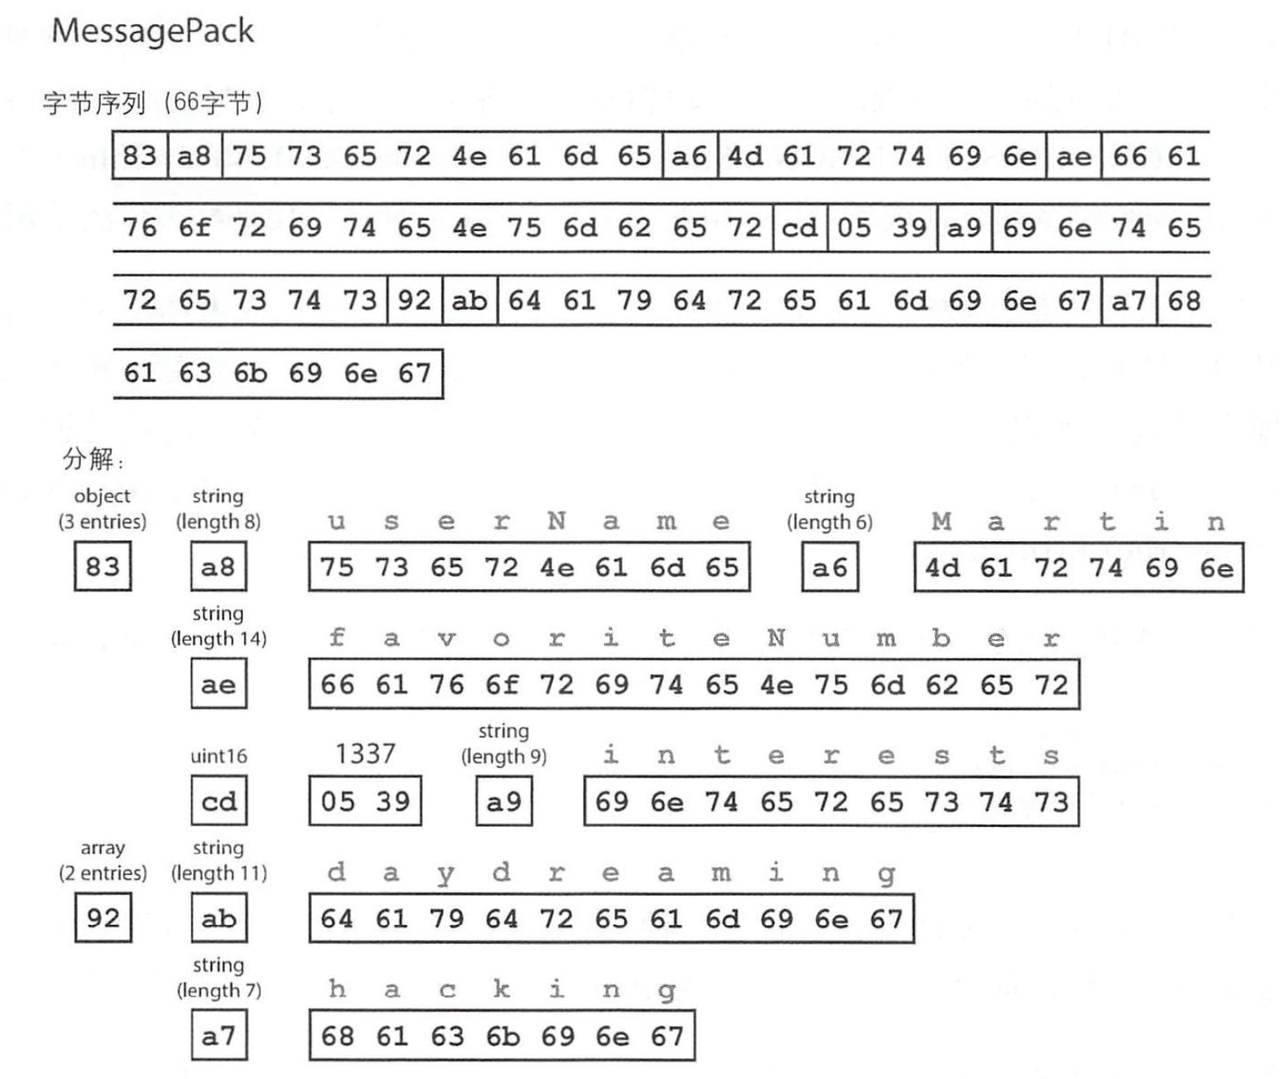 MessagePack
字节序列（66字节）
83 a8 75 73 65 72 4e 61 6d 65 a6 4d 61 72 74 69 6e ae 66 61
76 6f 72 69 74 65 4e 75 6d 62 65 72 cd 05 39 a9 69 6e 74 65
72 65 73 74 73 92 ab 64 61 79 64 72 65 61 6d 69 6e 67 a7 68
61 63 6b 69 6e 67
分解：
object string string
(3 entries) (length 8) u s e r N a m e (length 6) M a r t i n
83 a8 75 73 65 72 4e 61 6d 65 a6 4d 61 72 74 69 6e
string
(length 14) f a v o r i t e N u m b e r
ae 66 61 76 6f 72 69 74 65 4e 75 6d 62 65 72
string
uint16 1337 (length 9) i n t e r e s t s
cd 05 39 a9 69 6e 74 65 72 65 73 74 73
array string
(2 entries) (length 11) d a y d r e a m i n g
92 ab 64 61 79 64 72 65 61 6d 69 6e 67
string
(length 7) h a c k i n g
a7 68 61 63 6b 69 6e 67